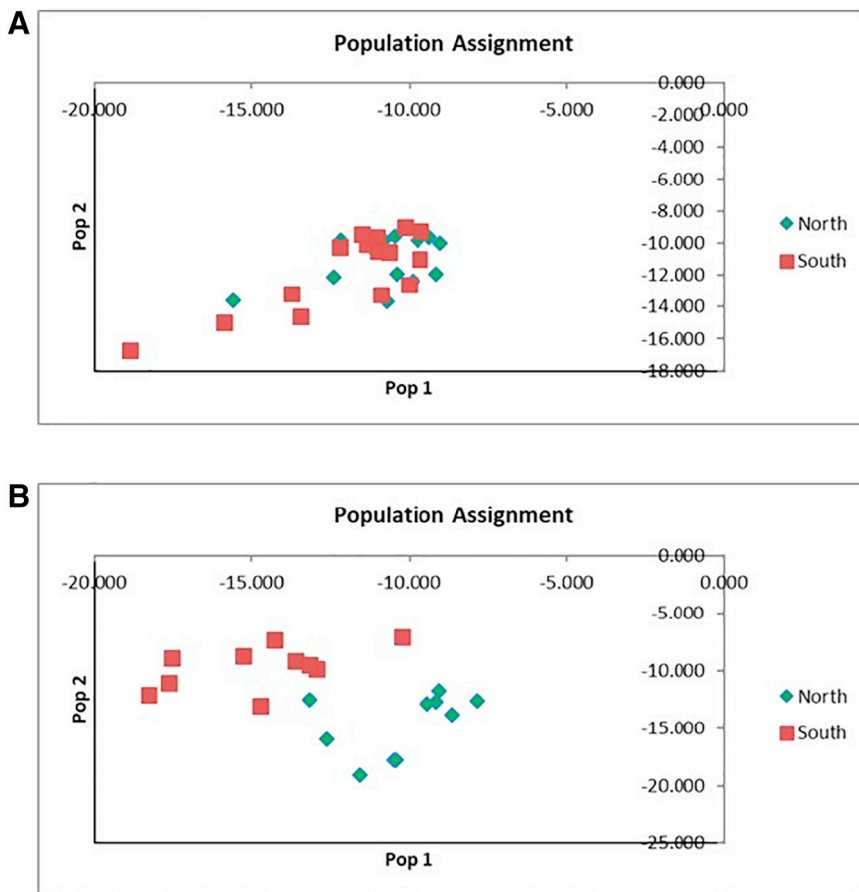 A
Population Assignment
0.000
-20.000 -15.000 -10.000 -5.000 0.000
-2.000
-4.000
-6.000
-8.000
-10.000
-12.000
-14.000
-16.000
-18.000
Pop 2
Pop 1
North
South
B
Population Assignment
0.000
-20.000 -15.000 -10.000 -5.000 0.000
-5.000
-10.000
-15.000
-20.000
-25.000
Pop 2
Pop 1
North
South